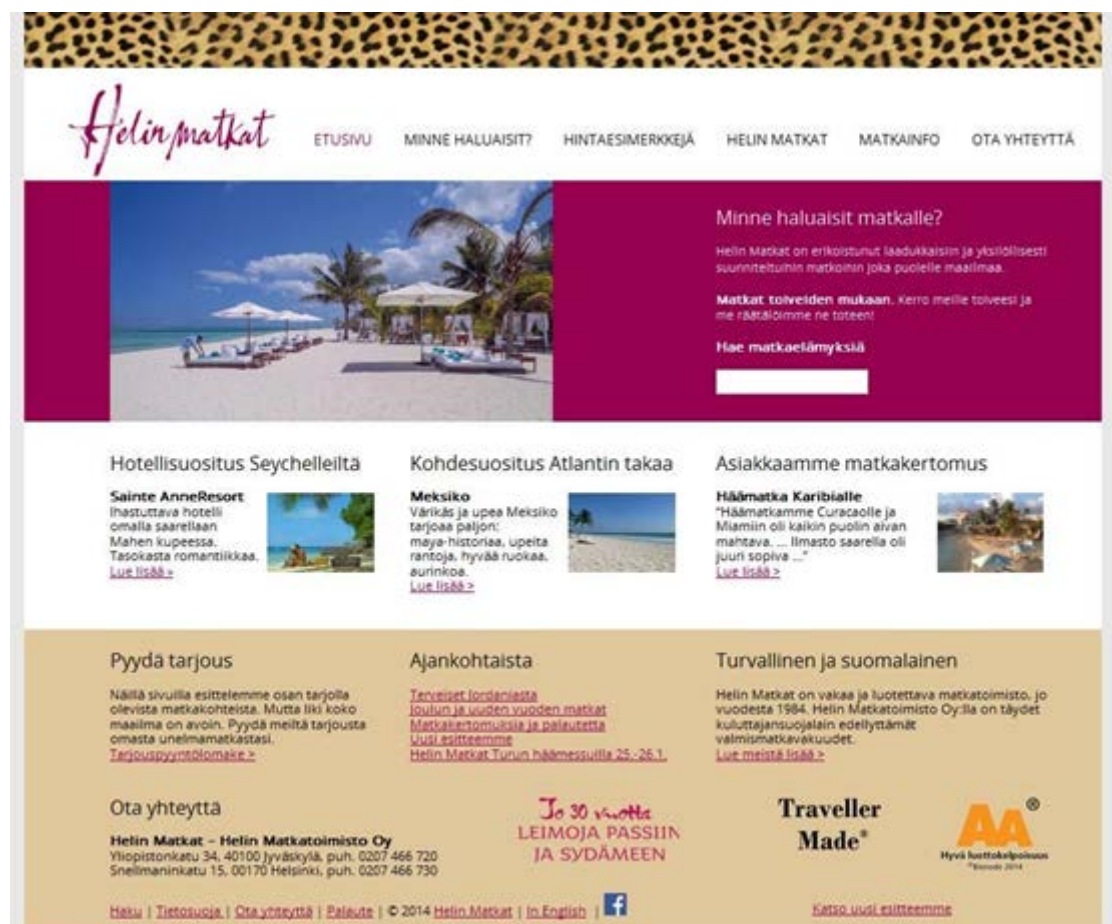 Helin matkat
ETUSIVU MINNE HALUAISIT? HINTAESIMERKKEJÄ HELIN MATKAT MATKAINFO OTA YHTEYTTÄ
Minne haluaisit matkalle?
Helin Matkat on erikoistunut laadukkaisiin ja yksilöllisesti
suunniteltuihin matkoihin joka puolelle maailmaa.
Matkat toiveiden mukaan. Kerro meille toiveesi ja
me räätälöimme ne toteen!
Hae matkaelämyksiä
Hotellisuositus Seychelleiltä
Sainte AnneResort
Ihastuttava hotelli
omalla saarellaan
Mahen kupeessa.
Tasokasta romantiikkaa.
Lue lisää »
Kohdesuositus Atlantin takaa
Meksiko
Värikäs ja upea Meksiko
tarjoaa paljon:
maya-historiaa, upeita
rantoja, hyvää ruokaa,
aurinkoa.
Lue lisää >
Asiakkaamme matkakertomus
Häämatka Karibialle
"Häämatkamme Curacaolle ja
Miamiin oli kaikin puolin aivan
mahtava. ... Ilmasto saarella oli
juuri sopiva ..."
Lue lisää >
Pyydä tarjous
Näillä sivuilla esittelemme osan tarjolla
olevista matkakohteista. Mutta liki koko
maailma on avoin. Pyydä meiltä tarjousta
omasta unelmamatkastasi.
Tarjouspyyntölomake >
Ajankohtaista
Terveiset Jordaniasta
Joulun ja uuden vuoden matkat
Matkakertomuksia ja palautetta
Uusi esitteemme
Helin Matkat Turun häämessuilla 25.-26.1.
Turvallinen ja suomalainen
Helin Matkat on vakaa ja luotettava matkatoimisto, jo
vuodesta 1984. Helin Matkatoimisto Oy:lla on täydet
kuluttajansuojalain edellyttämät
valmismatkavakuudet.
Lue meistä lisää >
Ota yhteyttä
Helin Matkat – Helin Matkatoimisto Oy
Yliopistonkatu 34, 40100 Jyväskylä, puh. 0207 466 720
Snellmaninkatu 15, 00170 Helsinki, puh. 0207 466 730
Jo 30 vuotta
LEIMOJA PASSIIN
JA SYDÄMEEN
Traveller
Made®
AA®
Hyvä luottokelpoisuus
©Bisnode 2014
Haku | Tietosuoja | Ota yhteyttä | Palaute | © 2014 Helin Matkat | In English | f
Katso uusi esitteemme